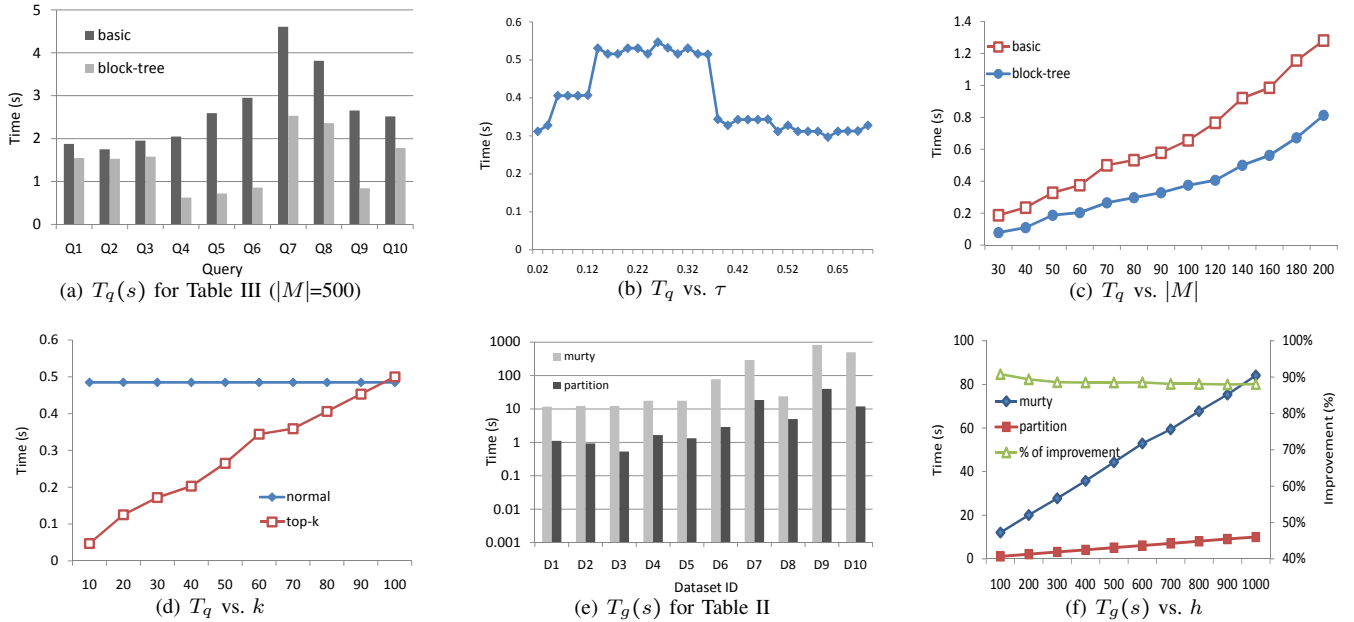 5
4
3
2
1
0
Time (s)
basic
block-tree
Q1 Q2 Q3 Q4 Q5 Q6 Q7 Q8 Q9 Q10
Query
(a) T_q(s) for Table III (|M|=500)
0.6
0.5
0.4
0.3
0.2
0.1
0
Time (s)
0.02 0.12 0.22 0.32 0.42 0.52 0.65
(b) T_q vs. τ
1.4
1.2
1
0.8
0.6
0.4
0.2
0
Time (s)
basic
block-tree
30 40 50 60 70 80 90 100 120 140 160 180 200
(c) T_q vs. |M|
0.6
0.5
0.4
0.3
0.2
0.1
0
Time (s)
normal
top-k
10 20 30 40 50 60 70 80 90 100
(d) T_q vs. k
1000
100
10
1
0.1
0.01
0.001
Time (s)
murty
partition
D1 D2 D3 D4 D5 D6 D7 D8 D9 D10
Dataset ID
(e) T_g(s) for Table II
100
80
60
40
20
0
Time (s)
murty
partition
% of improvement
100%
90%
80%
70%
60%
50%
40%
Improvement (%)
100 200 300 400 500 600 700 800 900 1000
(f) T_g(s) vs. h